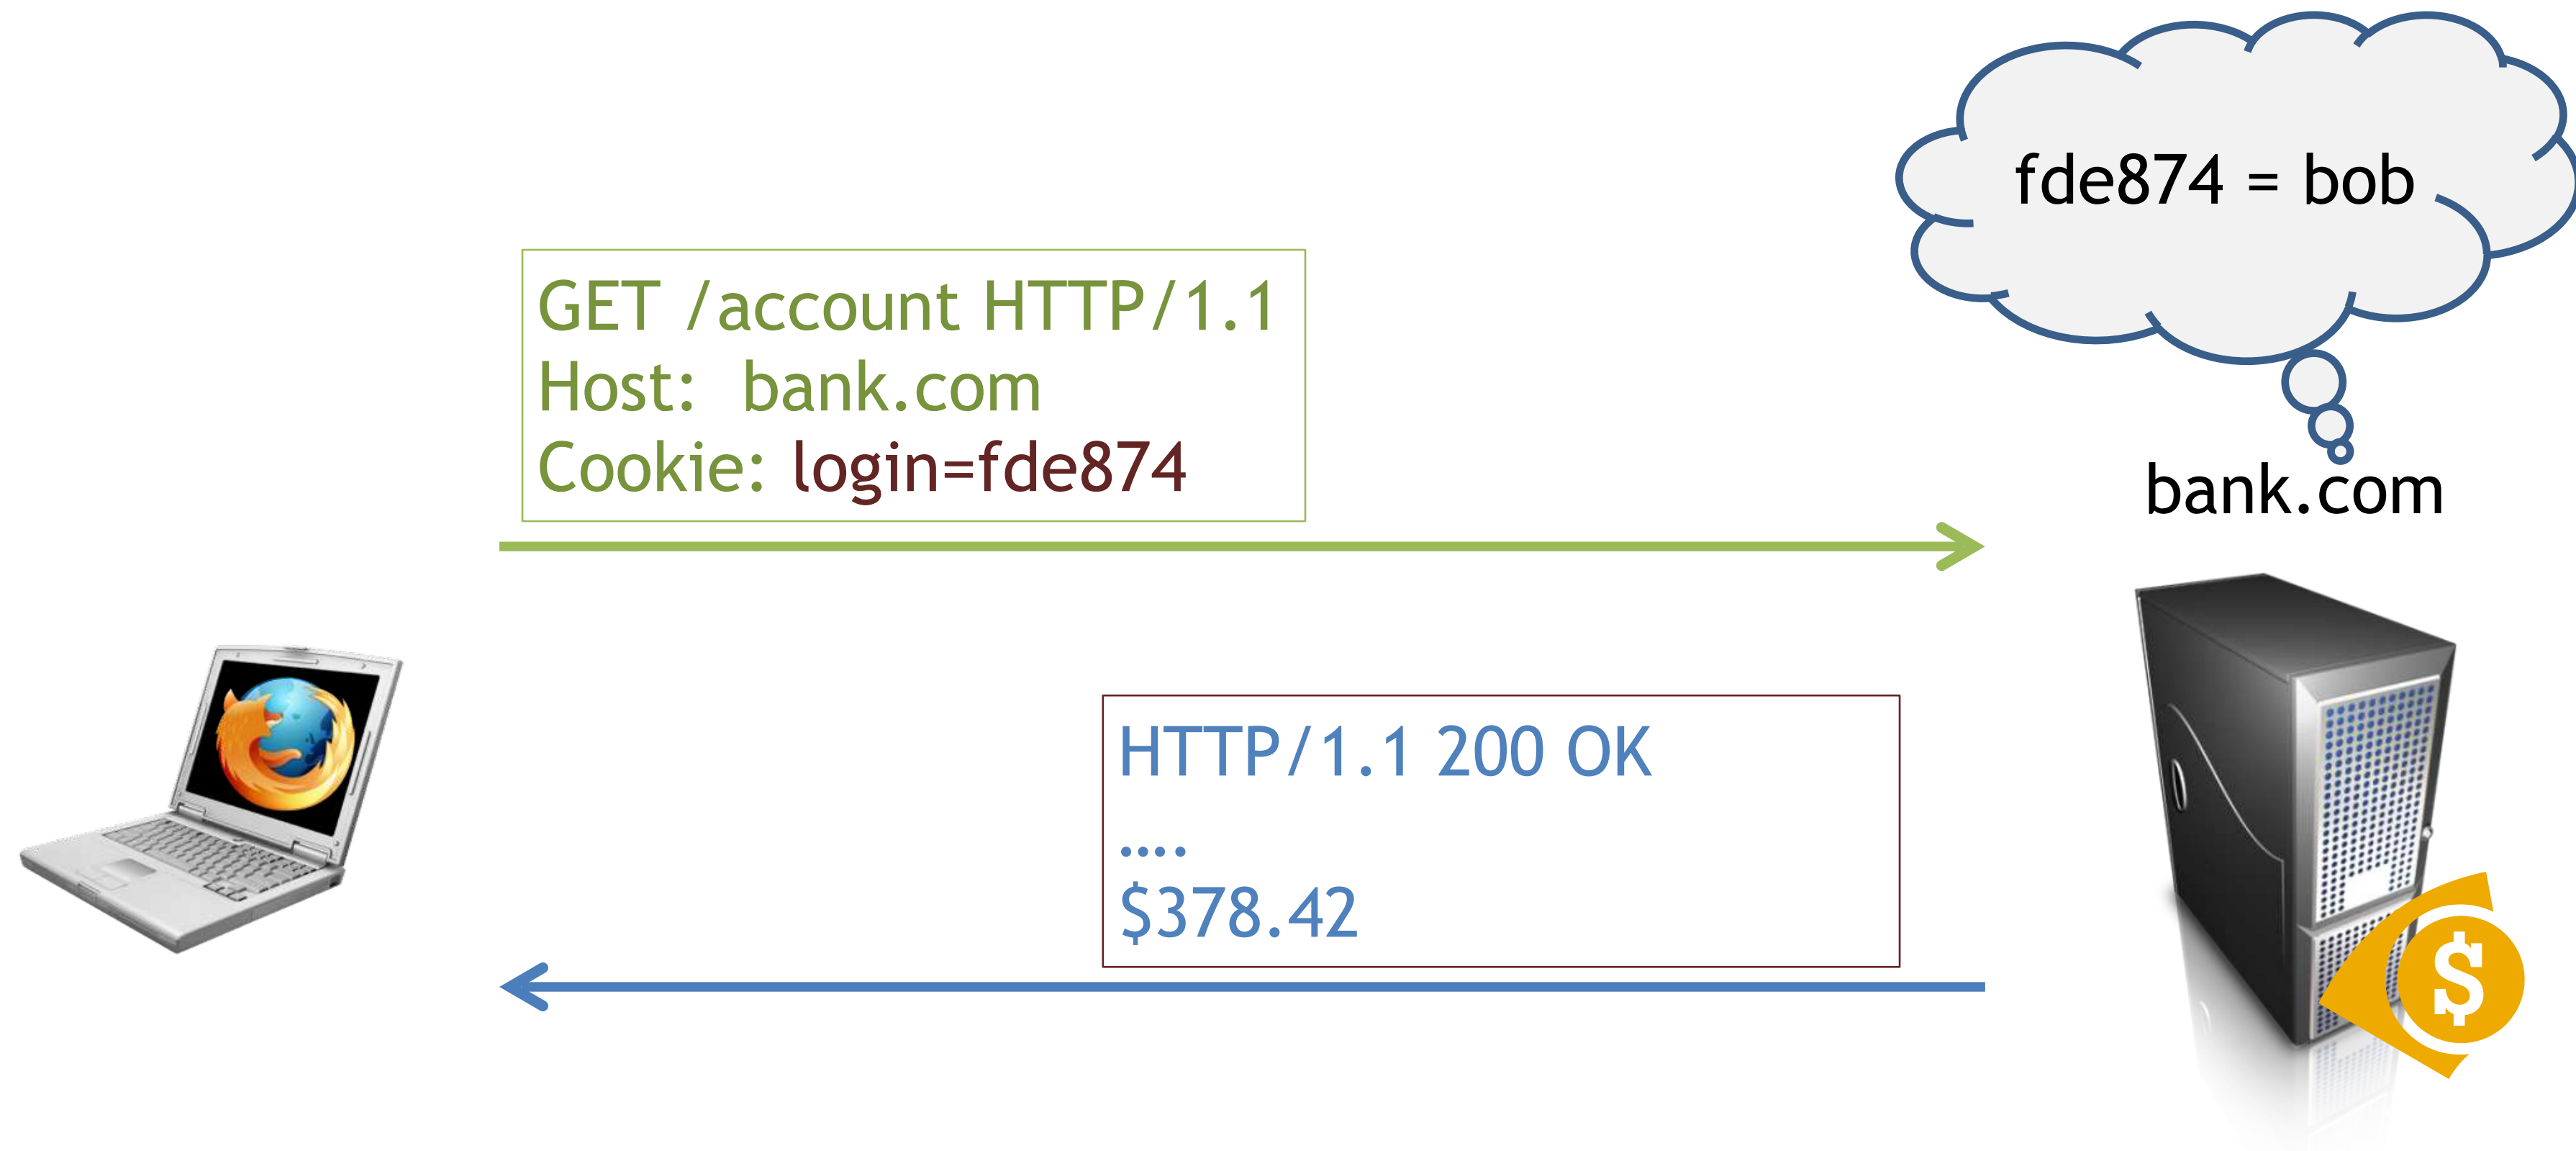 fde874 = bob
GET /account HTTP/1.1
Host: bank.com
Cookie: login=fde874
bank.com
HTTP/1.1 200 OK
....
$378.42
$